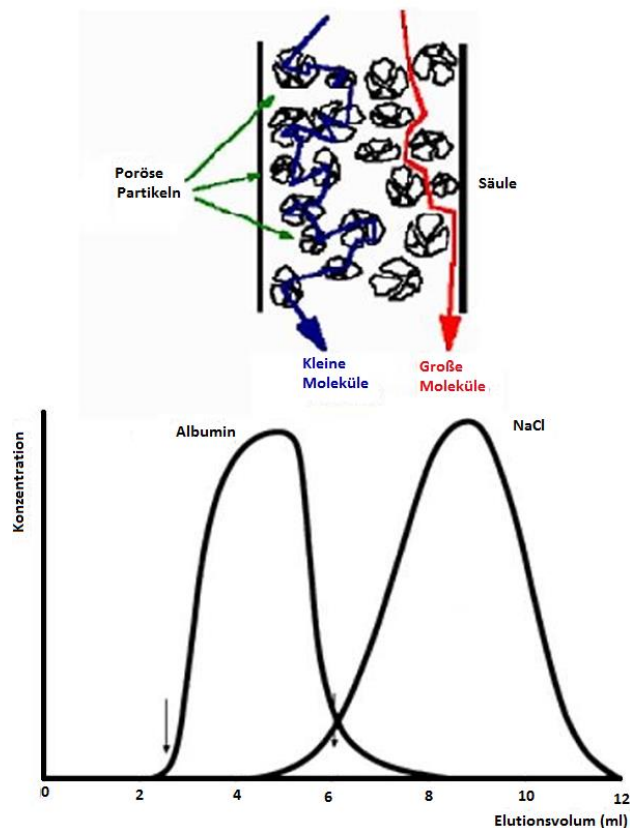 Poröse
Partikeln
Säule
Kleine
Moleküle
Große
Moleküle
Konzentration
Albumin
NaCl
0
2
4
6
8
10
12
Elutionsvolum (ml)